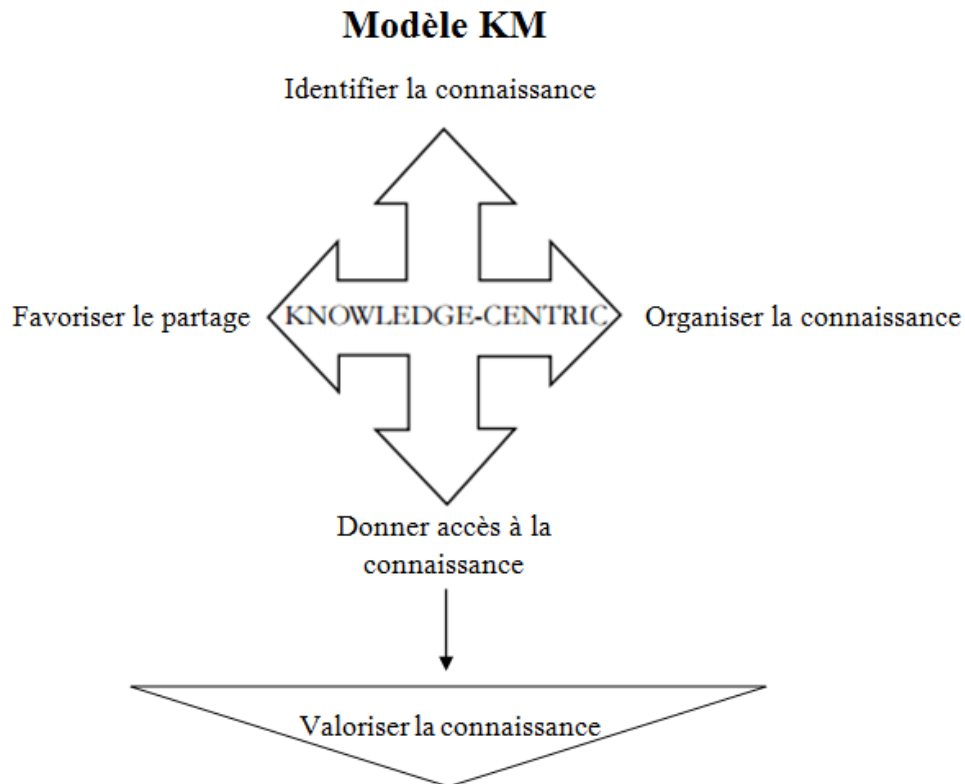 Modèle KM
Identifier la connaissance
Favoriser le partage
KNOWLEDGE-CENTRIC
Organiser la connaissance
Donner accès à la
connaissance
Valoriser la connaissance